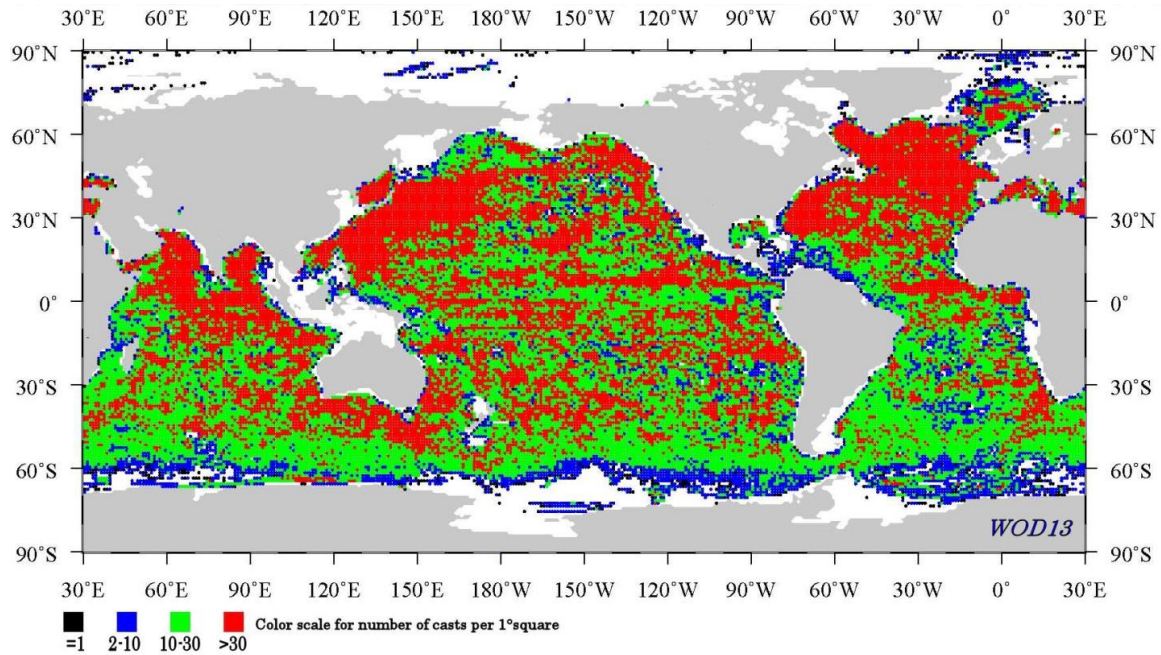 30°E 60°E 90°E 120°E 150°E 180°W 150°W 120°W 90°W 60°W 30°W 0° 30°E
90°N 90°N
60°N 60°N
30°N 30°N
0° 0°
30°S 30°S
60°S 60°S
WOD13
90°S 90°S
30°E 60°E 90°E 120°E 150°E 180°W 150°W 120°W 90°W 60°W 30°W 0° 30°E
Color scale for number of casts per 1°square
=1 2-10 10-30 >30